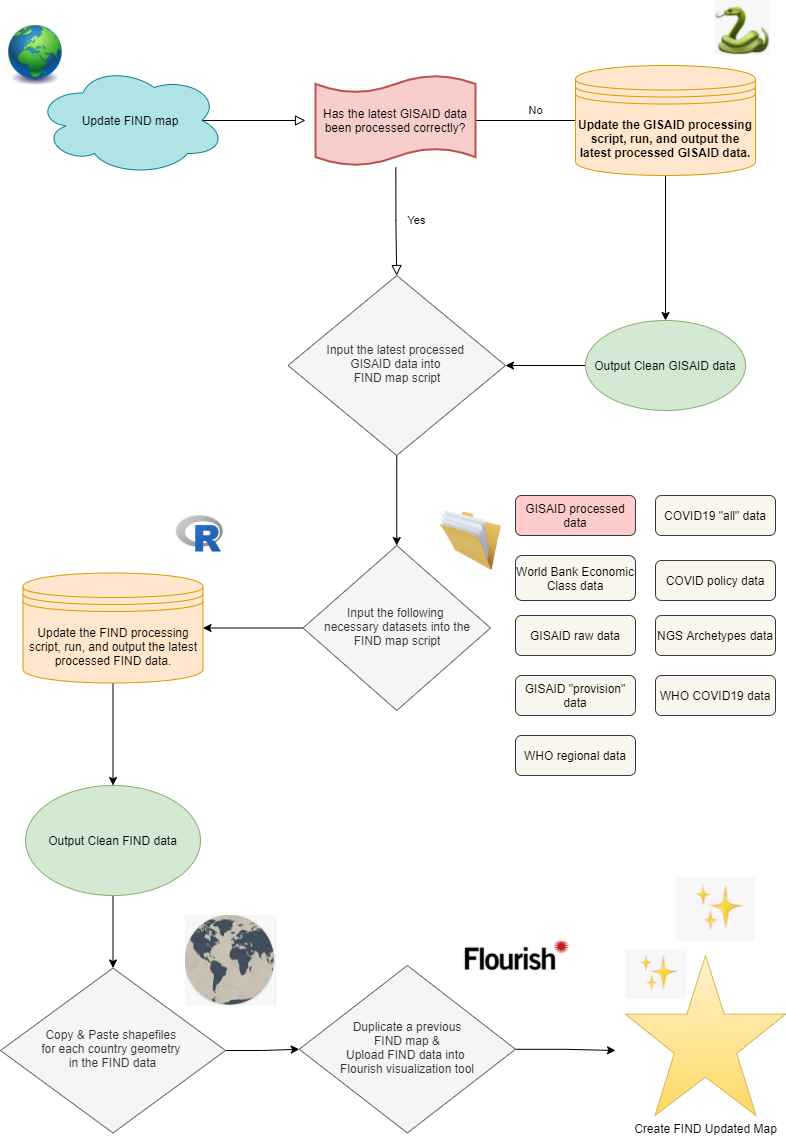 Update FIND map
Has the latest GISAID data
been processed correctly?
No
Update the GISAID processing
script, run, and output the
latest processed GISAID data.
Yes
Input the latest processed
GISAID data into
FIND map script
Output Clean GISAID data
R
GISAID processed
data
COVID19 "all" data
World Bank Economic
Class data
COVID policy data
Input the following
necessary datasets into the
FIND map script
GISAID raw data
NGS Archetypes data
Update the FIND processing
script, run, and output the latest
processed FIND data.
GISAID "provision"
data
WHO COVID19 data
WHO regional data
Output Clean FIND data
Flourish
Copy & Paste shapefiles
for each country geometry
in the FIND data
Duplicate a previous
FIND map &
Upload FIND data into
Flourish visualization tool
Create FIND Updated Map